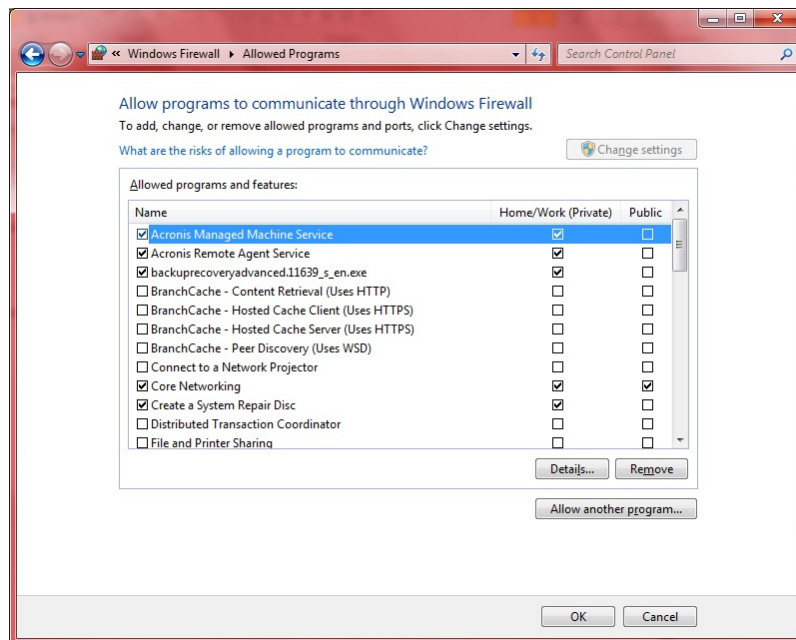 « Windows Firewall ▸ Allowed Programs
Search Control Panel
Allow programs to communicate through Windows Firewall
To add, change, or remove allowed programs and ports, click Change settings.
What are the risks of allowing a program to communicate?
Change settings
Allowed programs and features:
Name Home/Work (Private) Public
Acronis Managed Machine Service
Acronis Remote Agent Service
backuprecoveryadvanced.11639_s_en.exe
BranchCache - Content Retrieval (Uses HTTP)
BranchCache - Hosted Cache Client (Uses HTTPS)
BranchCache - Hosted Cache Server (Uses HTTPS)
BranchCache - Peer Discovery (Uses WSD)
Connect to a Network Projector
Core Networking
Create a System Repair Disc
Distributed Transaction Coordinator
File and Printer Sharing
Details... Remove
Allow another program...
OK Cancel